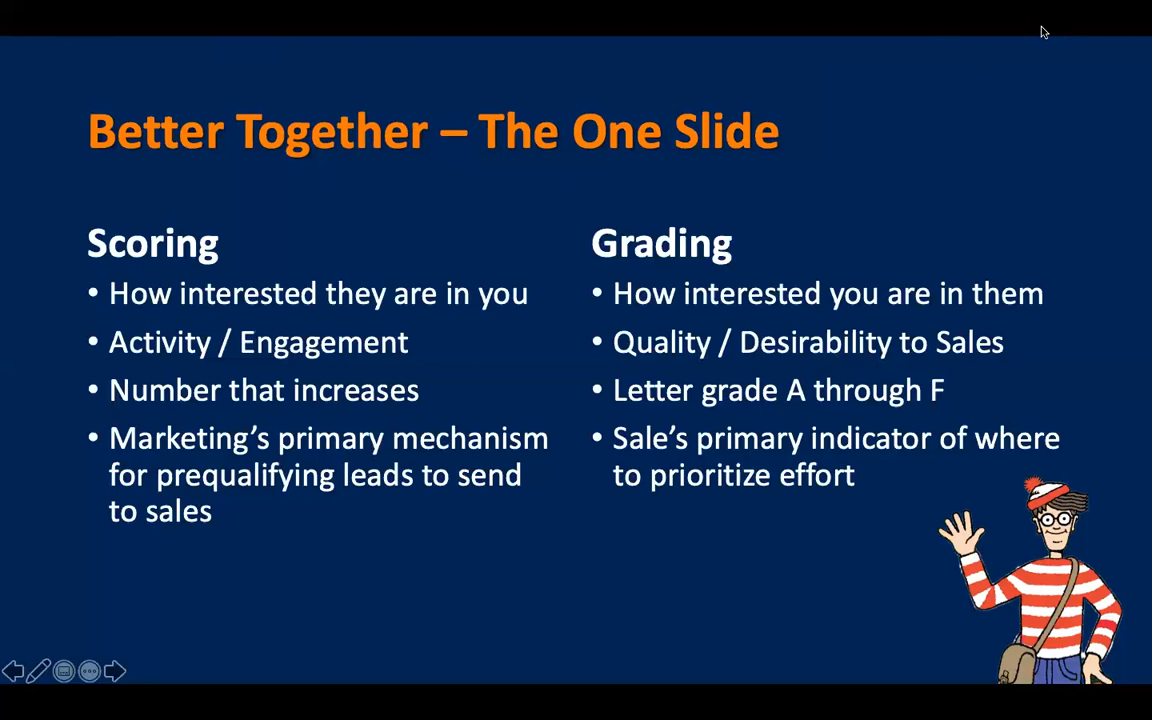 Better Together – The One Slide
Scoring
• How interested they are in you
• Activity / Engagement
• Number that increases
• Marketing’s primary mechanism
for prequalifying leads to send
to sales
Grading
• How interested you are in them
• Quality / Desirability to Sales
• Letter grade A through F
• Sale’s primary indicator of where
to prioritize effort